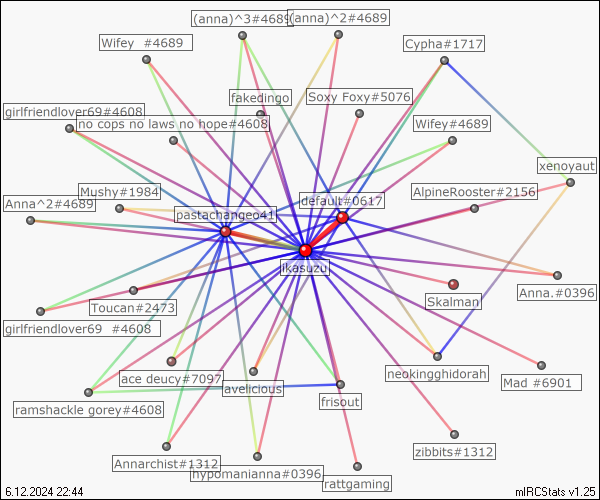 (anna)^3#4689
(anna)^2#4689
Wifey  #4689
Cypha#1717
fakedingo
Soxy Foxy#5076
girlfriendlover69#4608
no cops no laws no hope#4608
Wifey#4689
xenoyaut
Mushy#1984
AlpineRooster#2156
default#0617
Anna^2#4689
pastachangeo41
jkasuzu
Anna.#0396
Skalman
Toucan#2473
girlfriendlover69  #4608
neokingghidorah
ace deucy#7097
avelicious
Mad #6901
frisout
ramshackle gorey#4608
zibbits#1312
Annarchist#1312
hypomanianna#0396
rattgaming
6.12.2024 22:44
mIRCStats v1.25